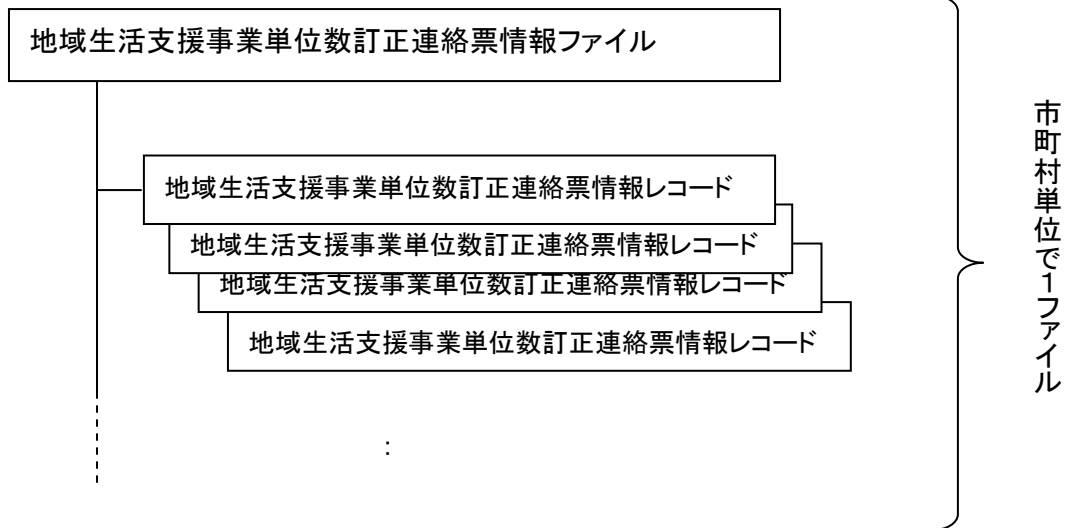 地域生活支援事業単位数訂正連絡票情報ファイル
地域生活支援事業単位数訂正連絡票情報レコード
地域生活支援事業単位数訂正連絡票情報レコード
地域生活支援事業単位数訂正連絡票情報レコード
地域生活支援事業単位数訂正連絡票情報レコード
:
市町村単位で1ファイル